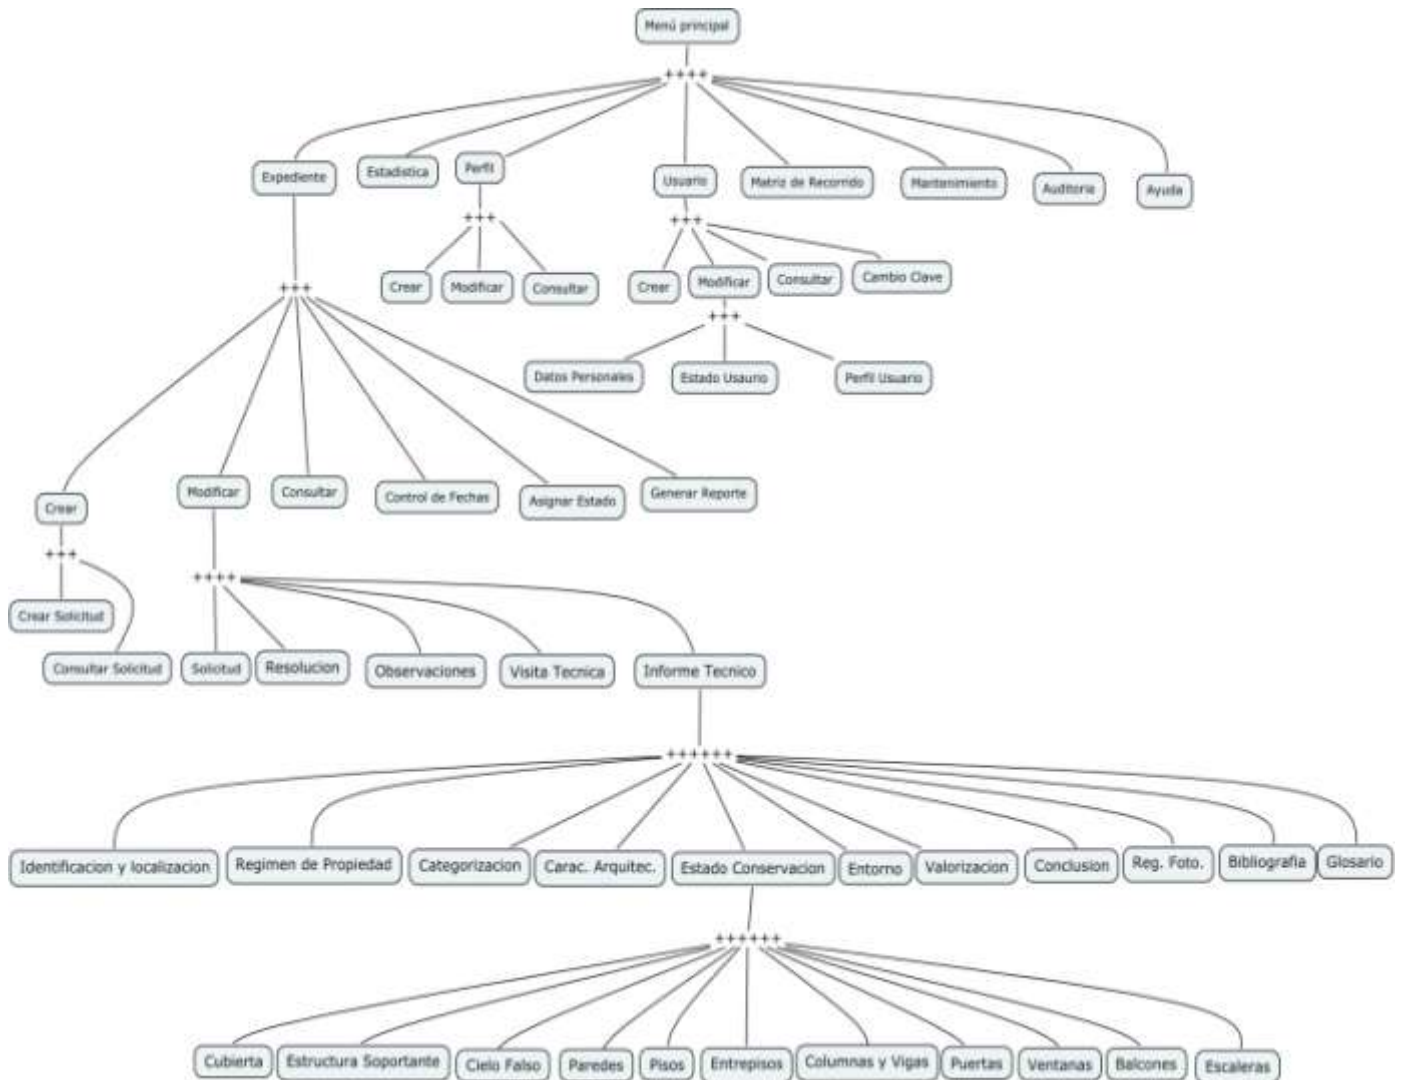 Menú principal
++++
Expediente
Estadistica
Perfil
Usuario
Matriz de Recorrido
Mantenimiento
Auditoria
Ayuda
+++
+++
Crear
Modificar
Consultar
Crear
Modificar
Consultar
Cambio Clave
+++
+++
Datos Personales
Estado Usaurio
Perfil Usuario
Crear
Modificar
Consultar
Control de Fechas
Asignar Estado
Generar Reporte
+++
++++
Crear Solicitud
Consultar Solicitud
Solicitud
Resolucion
Observaciones
Visita Tecnica
Informe Tecnico
++++++
Identificacion y localizacion
Regimen de Propiedad
Categorizacion
Carac. Arquitec.
Estado Conservacion
Entorno
Valorizacion
Conclusion
Reg. Foto.
Bibliografia
Glosario
++++++
Cubierta
Estructura Soportante
Cielo Falso
Paredes
Pisos
Entrepisos
Columnas y Vigas
Puertas
Ventanas
Balcones
Escaleras